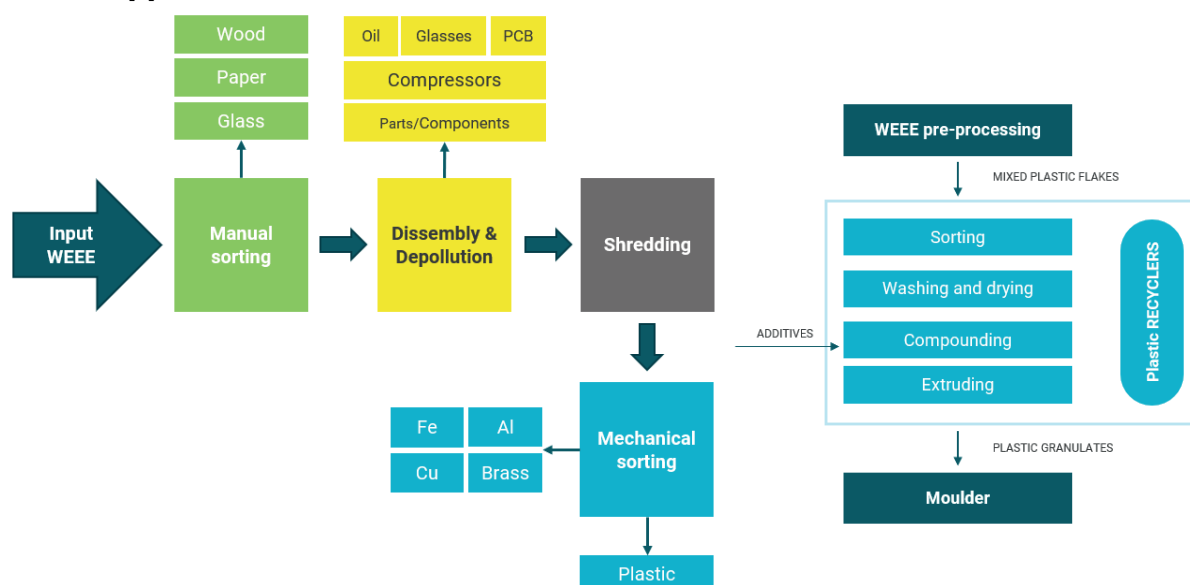 Wood
Paper
Glass
Oil
Glasses
PCB
Compressors
Parts/Components
Input
WEEE
Manual
sorting
Dissembly &
Depollution
Shredding
Mechanical
sorting
Fe
Al
Cu
Brass
Plastic
WEEE pre-processing
MIXED PLASTIC FLAKES
Sorting
Washing and drying
ADDITIVES
Compounding
Extruding
Plastic RECYCLERS
PLASTIC GRANULATES
Moulder